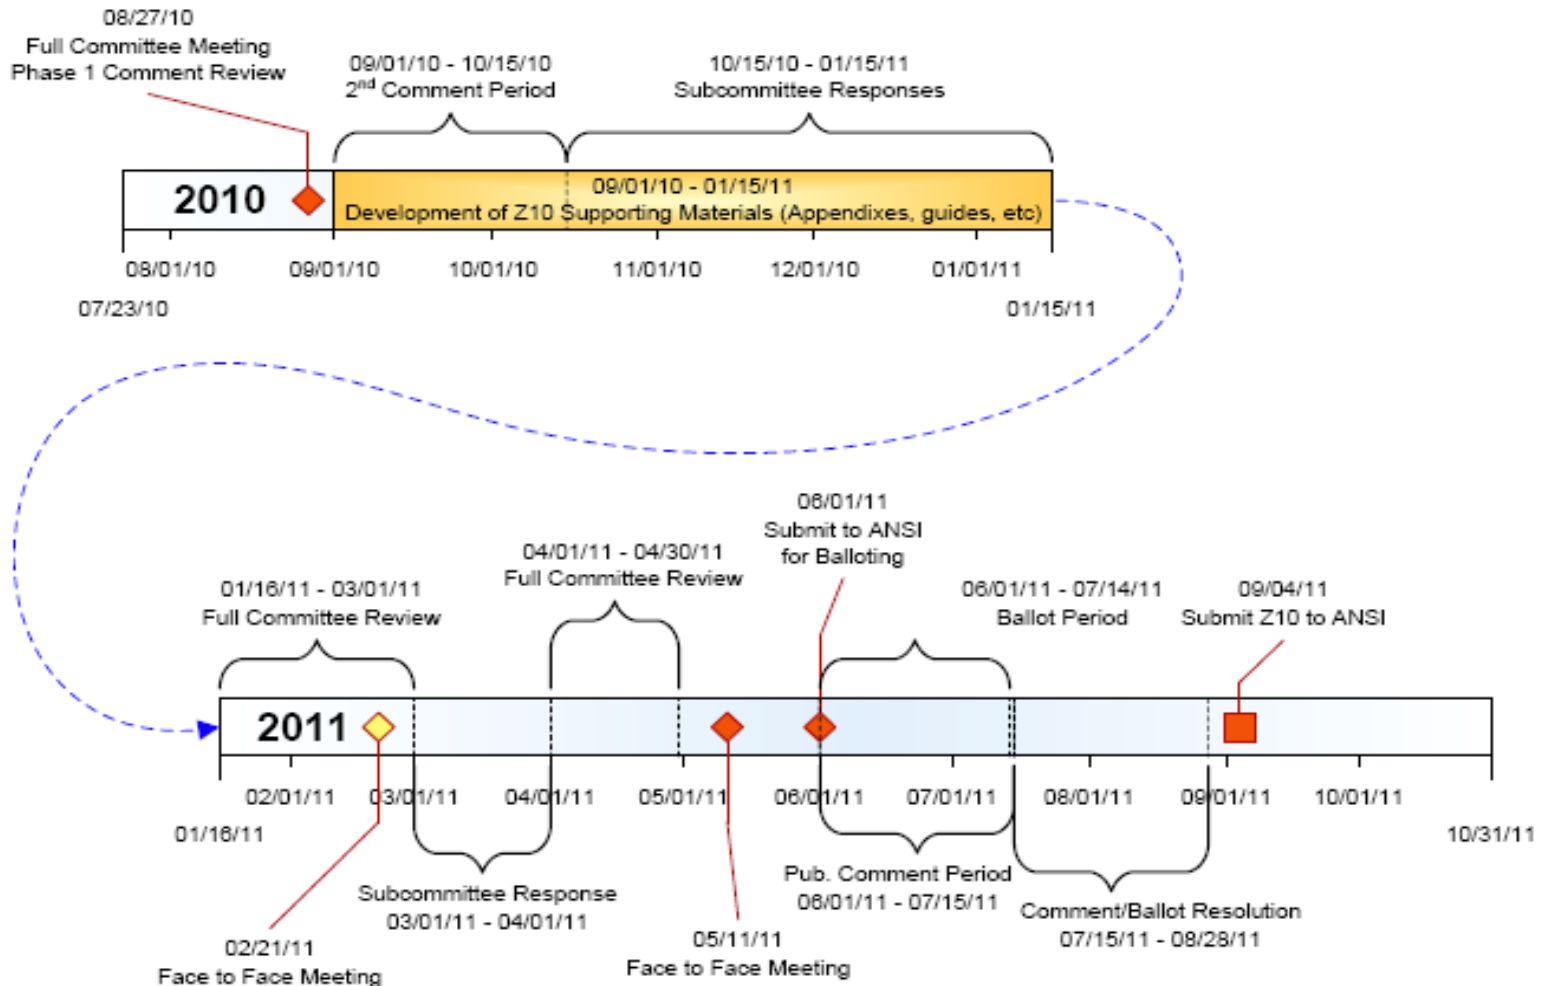 08/27/10
Full Committee Meeting
Phase 1 Comment Review
09/01/10 - 10/15/10
2nd Comment Period
10/15/10 - 01/15/11
Subcommittee Responses
2010
09/01/10 - 01/15/11
Development of Z10 Supporting Materials (Appendixes, guides, etc)
08/01/10
09/01/10
10/01/10
11/01/10
12/01/10
01/01/11
07/23/10
01/15/11
06/01/11
Submit to ANSI
for Balloting
04/01/11 - 04/30/11
Full Committee Review
01/16/11 - 03/01/11
Full Committee Review
06/01/11 - 07/14/11
Ballot Period
09/04/11
Submit Z10 to ANSI
2011
02/01/11
03/01/11
04/01/11
05/01/11
06/01/11
07/01/11
08/01/11
09/01/11
10/01/11
01/16/11
10/31/11
Subcommittee Response
03/01/11 - 04/01/11
Pub. Comment Period
06/01/11 - 07/15/11
Comment/Ballot Resolution
07/15/11 - 08/28/11
02/21/11
Face to Face Meeting
05/11/11
Face to Face Meeting